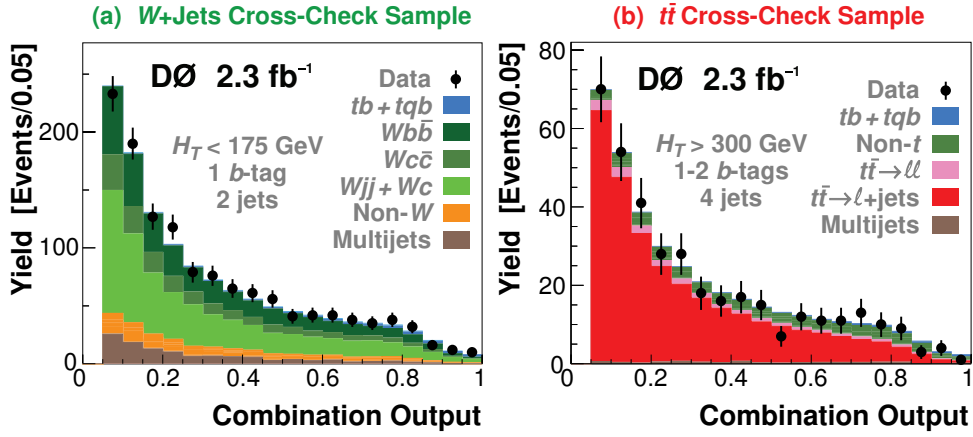 (a) W+Jets Cross-Check Sample
Yield [Events/0.05]
200
100
0
DØ 2.3 fb⁻¹
H_T < 175 GeV
1 b-tag
2 jets
Data
tb + tqb
Wbb̄
Wcc̄
Wjj + Wc
Non-W
Multijets
0.2 0.4 0.6 0.8 1
Combination Output
(b) tt̄ Cross-Check Sample
Yield [Events/0.05]
80
60
40
20
0
DØ 2.3 fb⁻¹
H_T > 300 GeV
1-2 b-tags
4 jets
Data
tb + tqb
Non-t
tt̄→ℓℓ
tt̄→ℓ+jets
Multijets
0.2 0.4 0.6 0.8 1
Combination Output